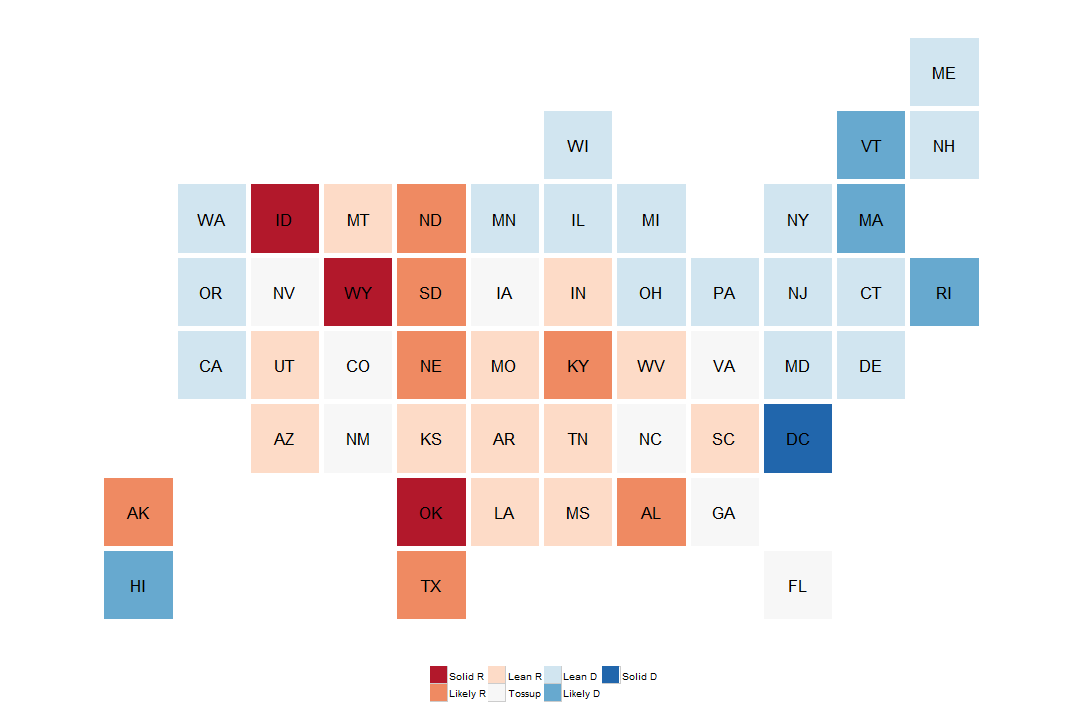 ME
WI VT NH
WA ID MT ND MN IL MI NY MA
OR NV WY SD IA IN OH PA NJ CT RI
CA UT CO NE MO KY WV VA MD DE
AZ NM KS AR TN NC SC DC
AK OK LA MS AL GA
HI TX FL
Solid R Lean R Lean D Solid D
Likely R Tossup Likely D